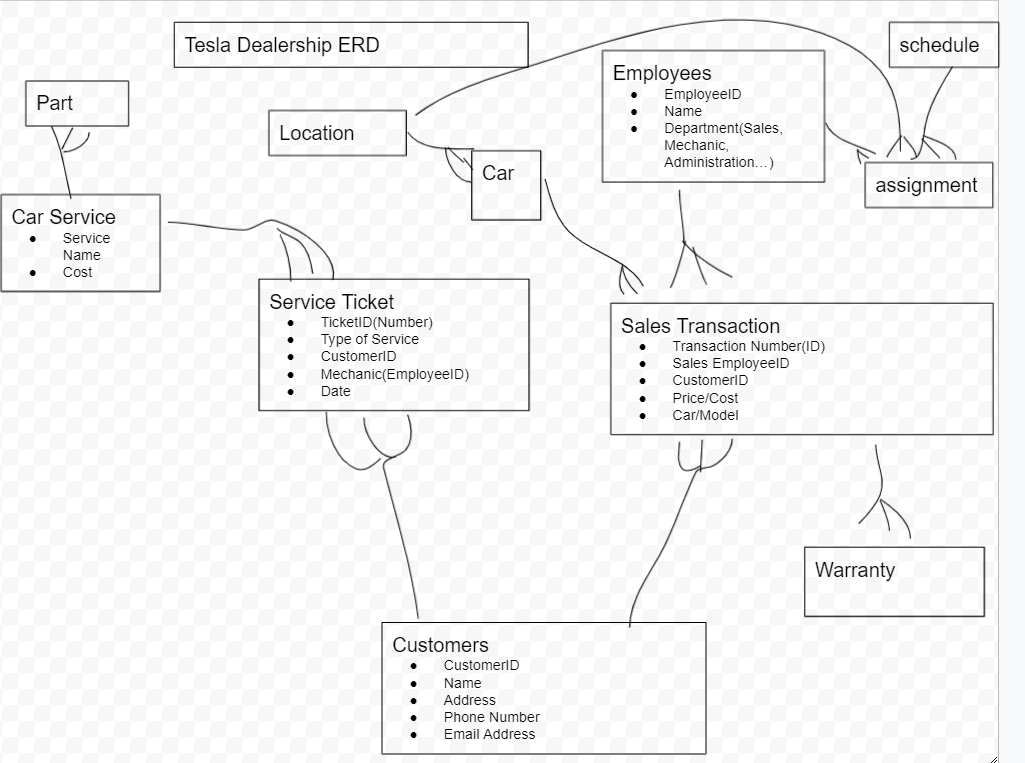 Tesla Dealership ERD
schedule
Employees
EmployeeID
Name
Department(Sales,
Mechanic,
Administration...)
Part
Location
Car
assignment
Car Service
Service
Name
Cost
Service Ticket
TicketID(Number)
Type of Service
CustomerID
Mechanic(EmployeeID)
Date
Sales Transaction
Transaction Number(ID)
Sales EmployeeID
CustomerID
Price/Cost
Car/Model
Warranty
Customers
CustomerID
Name
Address
Phone Number
Email Address